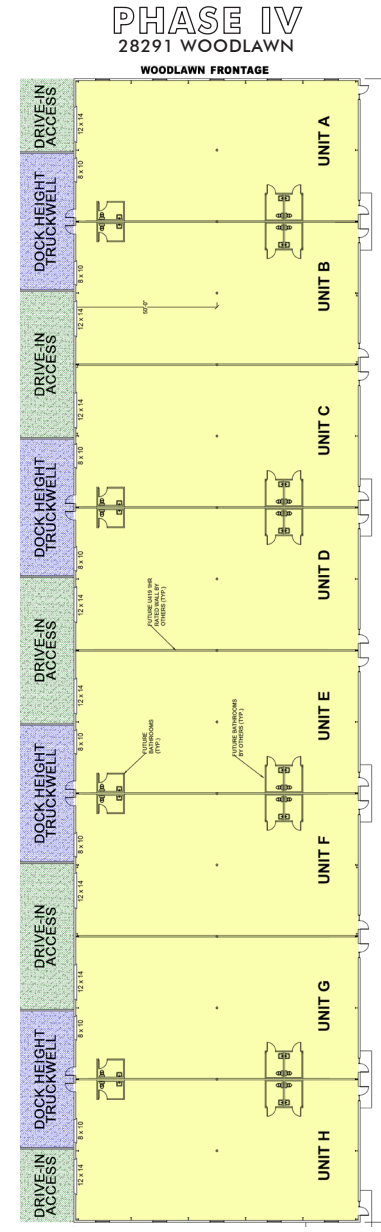 PHASE IV
28291 WOODLAWN
WOODLAWN FRONTAGE
DRIVE-IN
ACCESS
12 x 14
UNIT A
8 x 10
DOCK HEIGHT
TRUCKWELL
8 x 10
UNIT B
12 x 14
50'-0"
DRIVE-IN
ACCESS
12 x 14
UNIT C
8 x 10
DOCK HEIGHT
TRUCKWELL
8 x 10
UNIT D
12 x 14
FUTURE U419 1HR
RATED WALL BY
OTHERS (TYP.)
DRIVE-IN
ACCESS
12 x 14
UNIT E
8 x 10
FUTURE
BATHROOMS
(TYP.)
FUTURE BATHROOMS
BY OTHERS (TYP.)
DOCK HEIGHT
TRUCKWELL
8 x 10
UNIT F
12 x 14
DRIVE-IN
ACCESS
12 x 14
UNIT G
8 x 10
DOCK HEIGHT
TRUCKWELL
8 x 10
UNIT H
12 x 14
DRIVE-IN
ACCESS